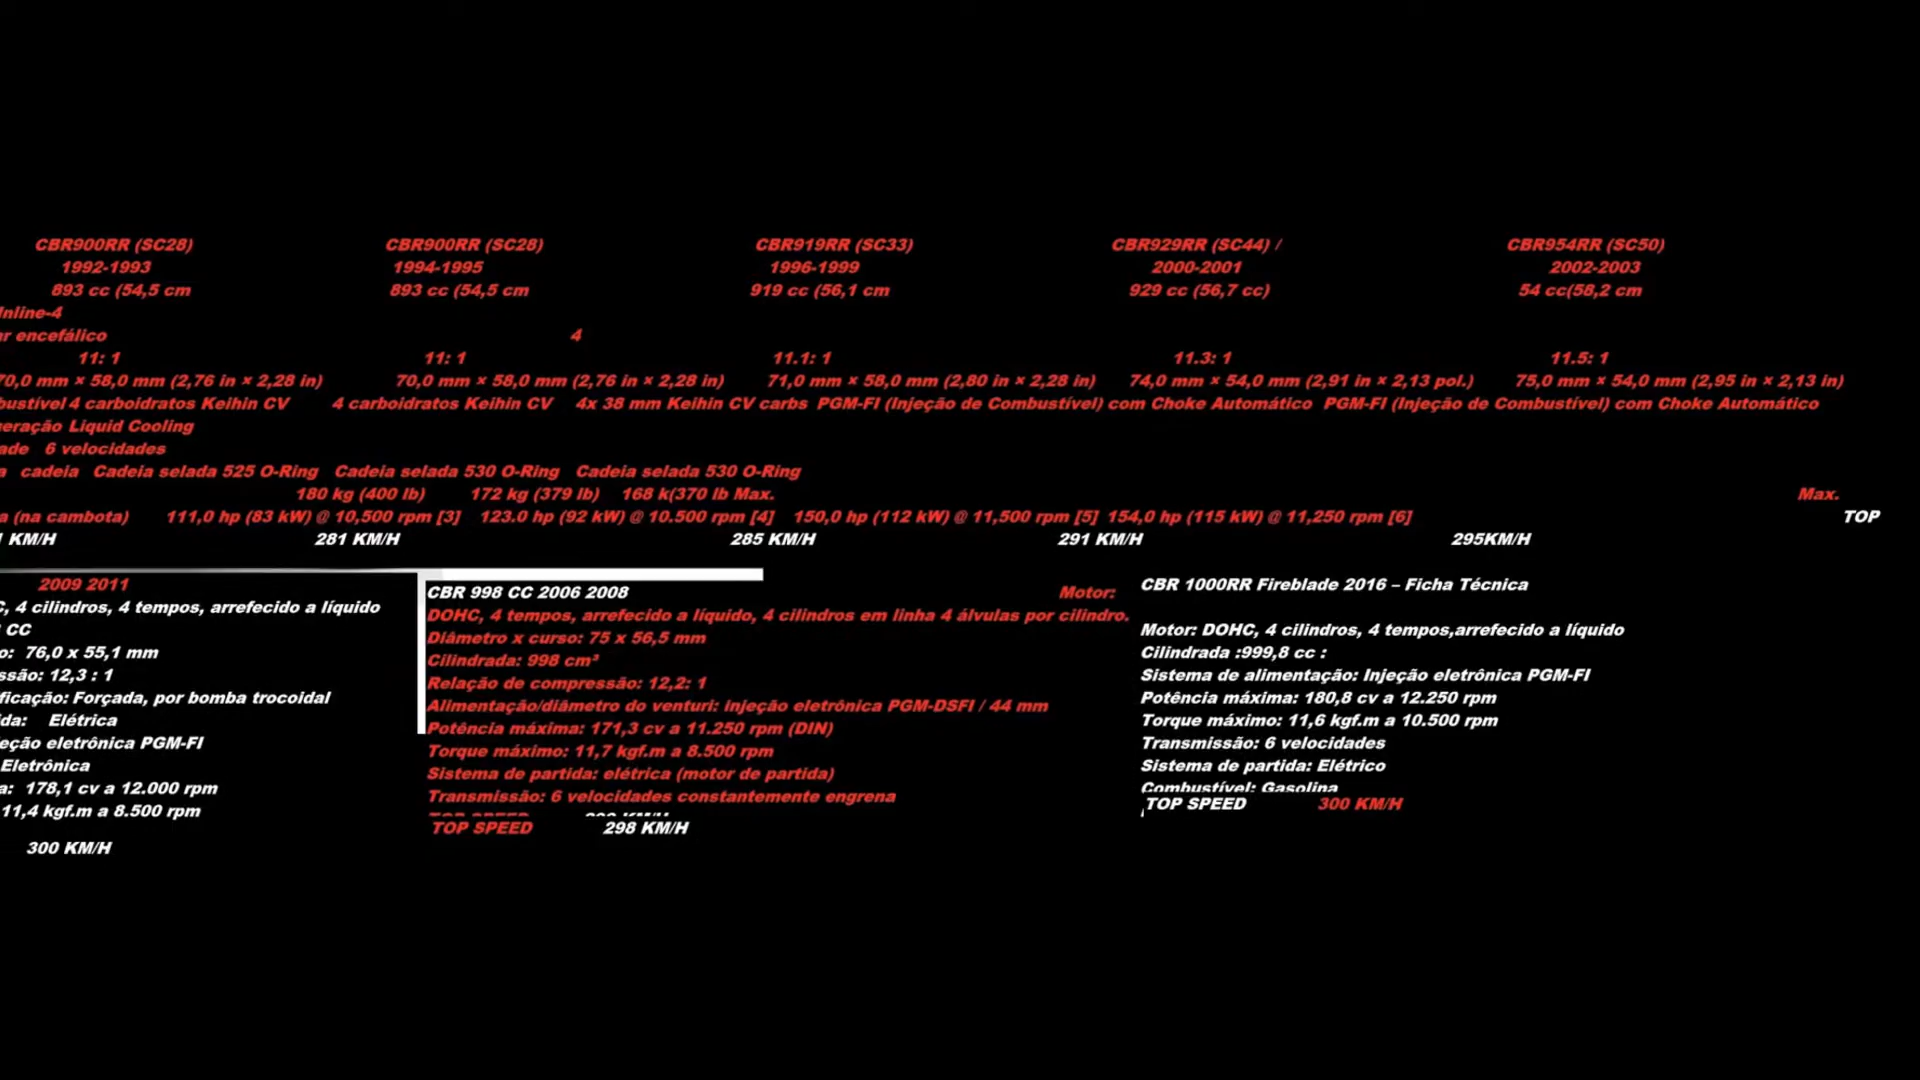 CBR900RR (SC28) CBR900RR (SC28) CBR919RR (SC33) CBR929RR (SC44) / CBR954RR (SC50)
1992-1993 1994-1995 1996-1999 2000-2001 2002-2003
893 cc (54,5 cm 893 cc (54,5 cm 919 cc (56,1 cm 929 cc (56,7 cc) 54 cc(58,2 cm
Inline-4
ar encefálico 4
11: 1 11: 1 11.1: 1 11.3: 1 11.5: 1
70,0 mm × 58,0 mm (2,76 in × 2,28 in) 70,0 mm × 58,0 mm (2,76 in × 2,28 in) 71,0 mm × 58,0 mm (2,80 in × 2,28 in) 74,0 mm × 54,0 mm (2,91 in × 2,13 pol.) 75,0 mm × 54,0 mm (2,95 in × 2,13 in)
bustível 4 carboidratos Keihin CV 4 carboidratos Keihin CV 4x 38 mm Keihin CV carbs PGM-FI (Injeção de Combustível) com Choke Automático PGM-FI (Injeção de Combustível) com Choke Automático
eração Liquid Cooling
ade 6 velocidades
a cadeia Cadeia selada 525 O-Ring Cadeia selada 530 O-Ring Cadeia selada 530 O-Ring
180 kg (400 lb) 172 kg (379 lb) 168 k(370 lb Max. Max.
a (na cambota) 111,0 hp (83 kW) @ 10,500 rpm [3] 123.0 hp (92 kW) @ 10.500 rpm [4] 150,0 hp (112 kW) @ 11,500 rpm [5] 154,0 hp (115 kW) @ 11,250 rpm [6] TOP
KM/H 281 KM/H 285 KM/H 291 KM/H 295KM/H
2009 2011
C, 4 cilindros, 4 tempos, arrefecido a líquido
CC
o: 76,0 x 55,1 mm
ssão: 12,3 : 1
ificação: Forçada, por bomba trocoidal
ida: Elétrica
eção eletrônica PGM-FI
Eletrônica
a: 178,1 cv a 12.000 rpm
11,4 kgf.m a 8.500 rpm
300 KM/H
CBR 998 CC 2006 2008 Motor:
DOHC, 4 tempos, arrefecido a líquido, 4 cilindros em linha 4 álvulas por cilindro.
Diâmetro x curso: 75 x 56,5 mm
Cilindrada: 998 cm³
Relação de compressão: 12,2: 1
Alimentação/diâmetro do venturi: injeção eletrônica PGM-DSFI / 44 mm
Potência máxima: 171,3 cv a 11.250 rpm (DIN)
Torque máximo: 11,7 kgf.m a 8.500 rpm
Sistema de partida: elétrica (motor de partida)
Transmissão: 6 velocidades constantemente engrena
TOP SPEED 298 KM/H
CBR 1000RR Fireblade 2016 – Ficha Técnica
Motor: DOHC, 4 cilindros, 4 tempos,arrefecido a líquido
Cilindrada :999,8 cc :
Sistema de alimentação: Injeção eletrônica PGM-FI
Potência máxima: 180,8 cv a 12.250 rpm
Torque máximo: 11,6 kgf.m a 10.500 rpm
Transmissão: 6 velocidades
Sistema de partida: Elétrico
Combustível: Gasolina
TOP SPEED 300 KM/H